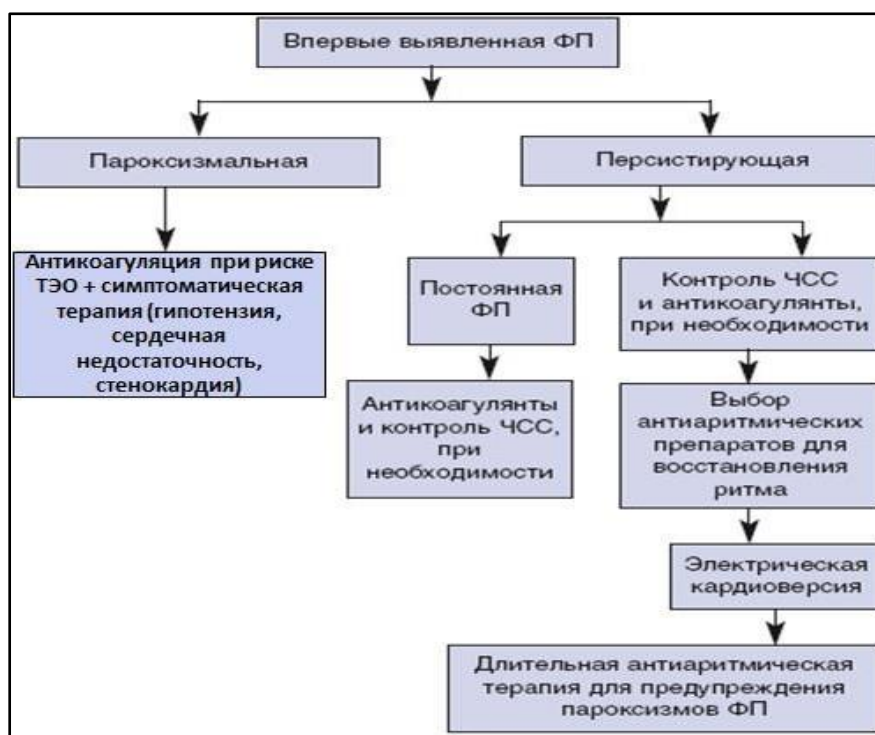 Впервые выявленная ФП
Пароксизмальная
Персистирующая
Антикоагуляция при риске
ТЭО + симптоматическая
терапия (гипотензия,
сердечная
недостаточность,
стенокардия)
Постоянная
ФП
Контроль ЧСС
и антикоагулянты,
при необходимости
Антикоагулянты
и контроль ЧСС,
при
необходимости
Выбор
антиаритмических
препаратов для
восстановления
ритма
Электрическая
кардиоверсия
Длительная антиаритмическая
терапия для предупреждения
пароксизмов ФП